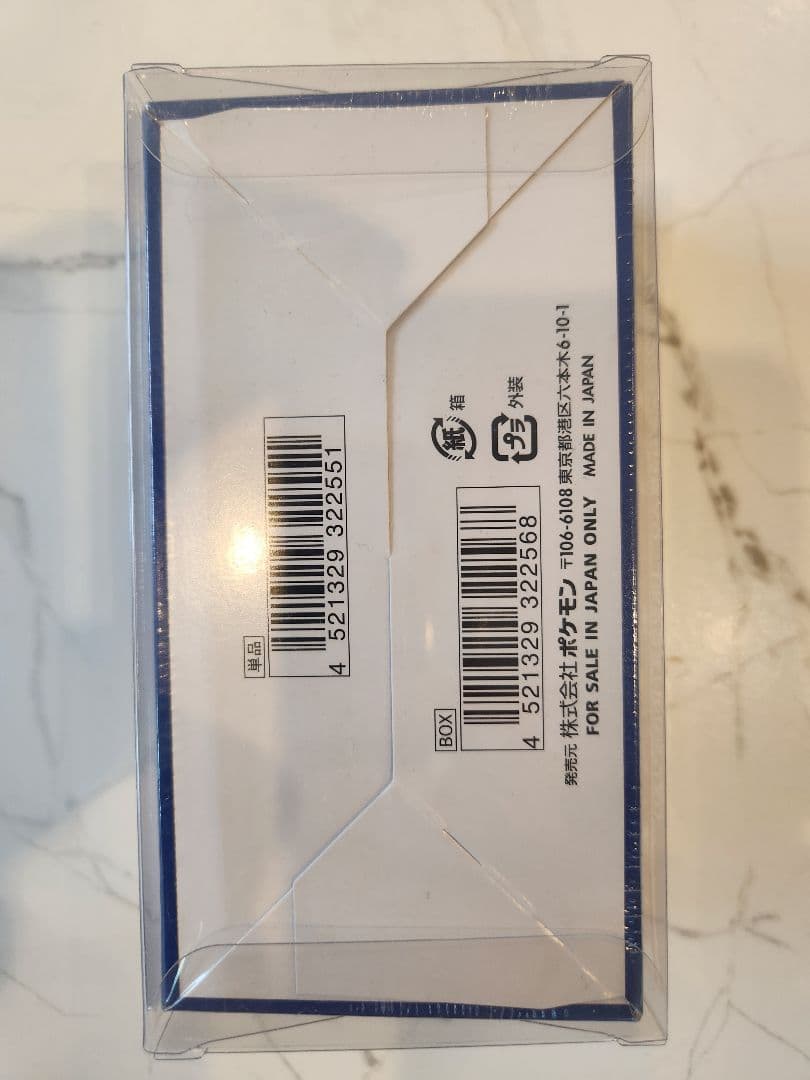 単品
4 521329 322551
BOX
4 521329 322568
紙 箱
プラ 外装
発売元 株式会社 ポケモン 〒106-6108 東京都港区六本木6-10-1
FOR SALE IN JAPAN ONLY MADE IN JAPAN